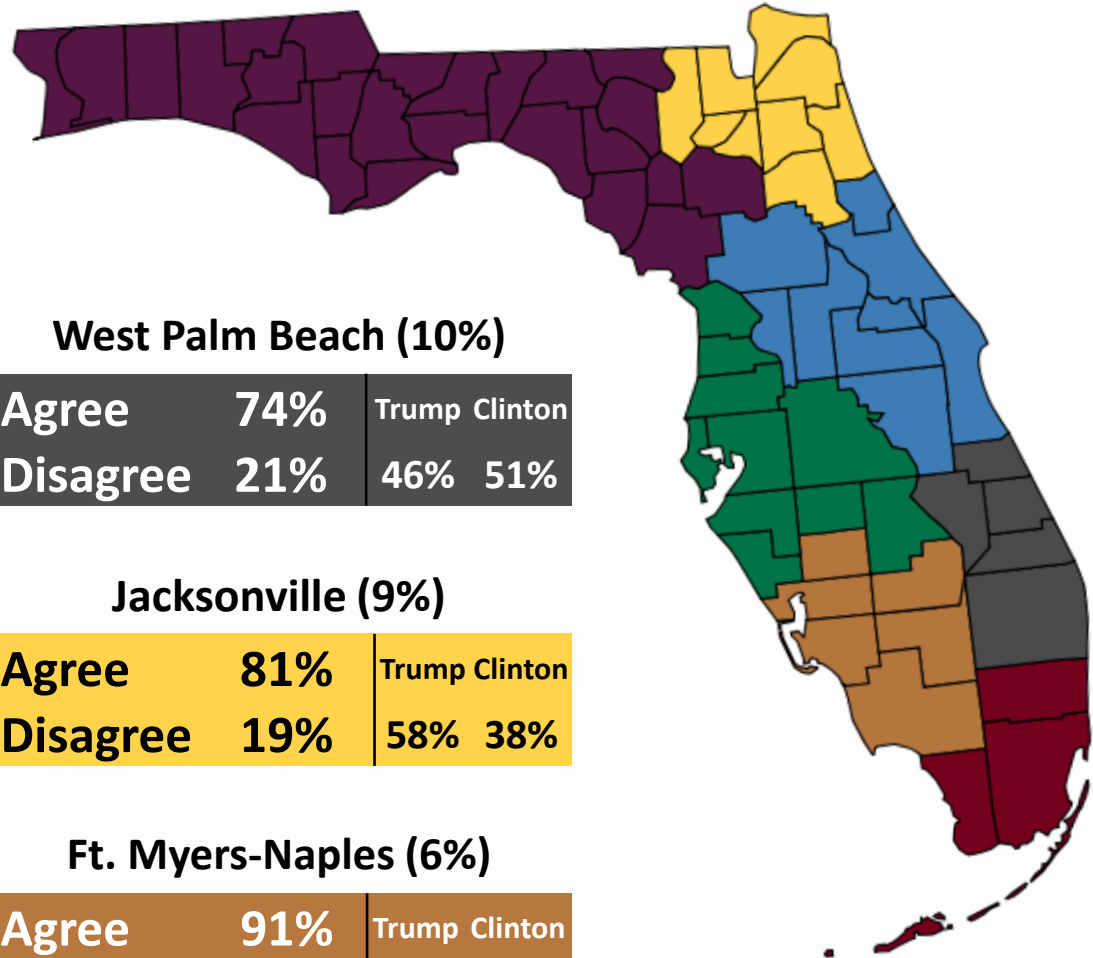 West Palm Beach (10%)
Agree 74% Trump Clinton
Disagree 21% 46% 51%
Jacksonville (9%)
Agree 81% Trump Clinton
Disagree 19% 58% 38%
Ft. Myers-Naples (6%)
Agree 91% Trump Clinton